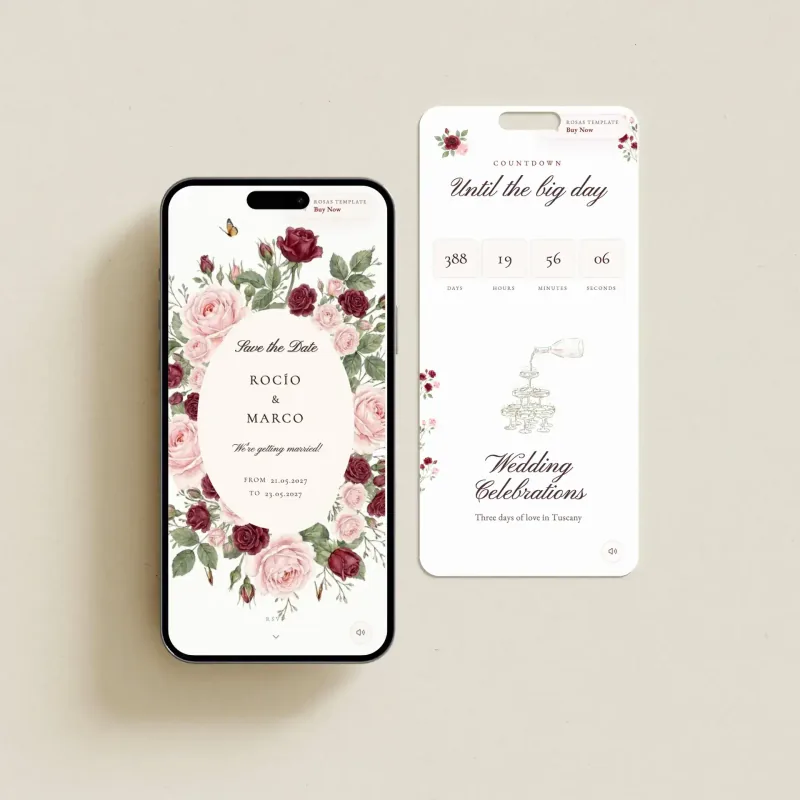 ROSAS TEMPLATE
Buy Now
Save the Date
ROCÍO
&
MARCO
We're getting married!
FROM 21.05.2027
TO 23.05.2027
ROSAS TEMPLATE
Buy Now
COUNTDOWN
Until the big day
388 19 56 06
DAYS HOURS MINUTES SECONDS
Wedding
Celebrations
Three days of love in Tuscany